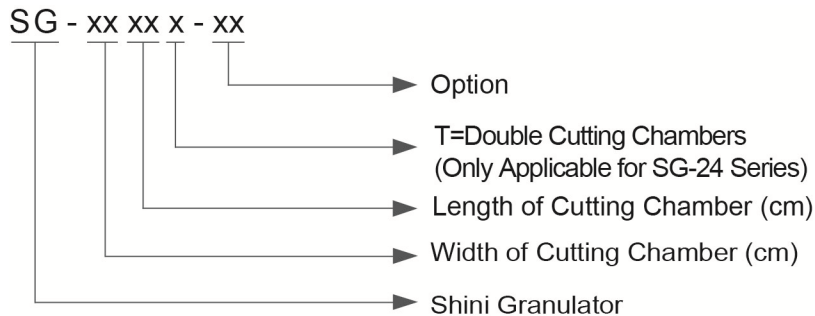 SG - xx xx x - xx
Option
T=Double Cutting Chambers
(Only Applicable for SG-24 Series)
Length of Cutting Chamber (cm)
Width of Cutting Chamber (cm)
Shini Granulator